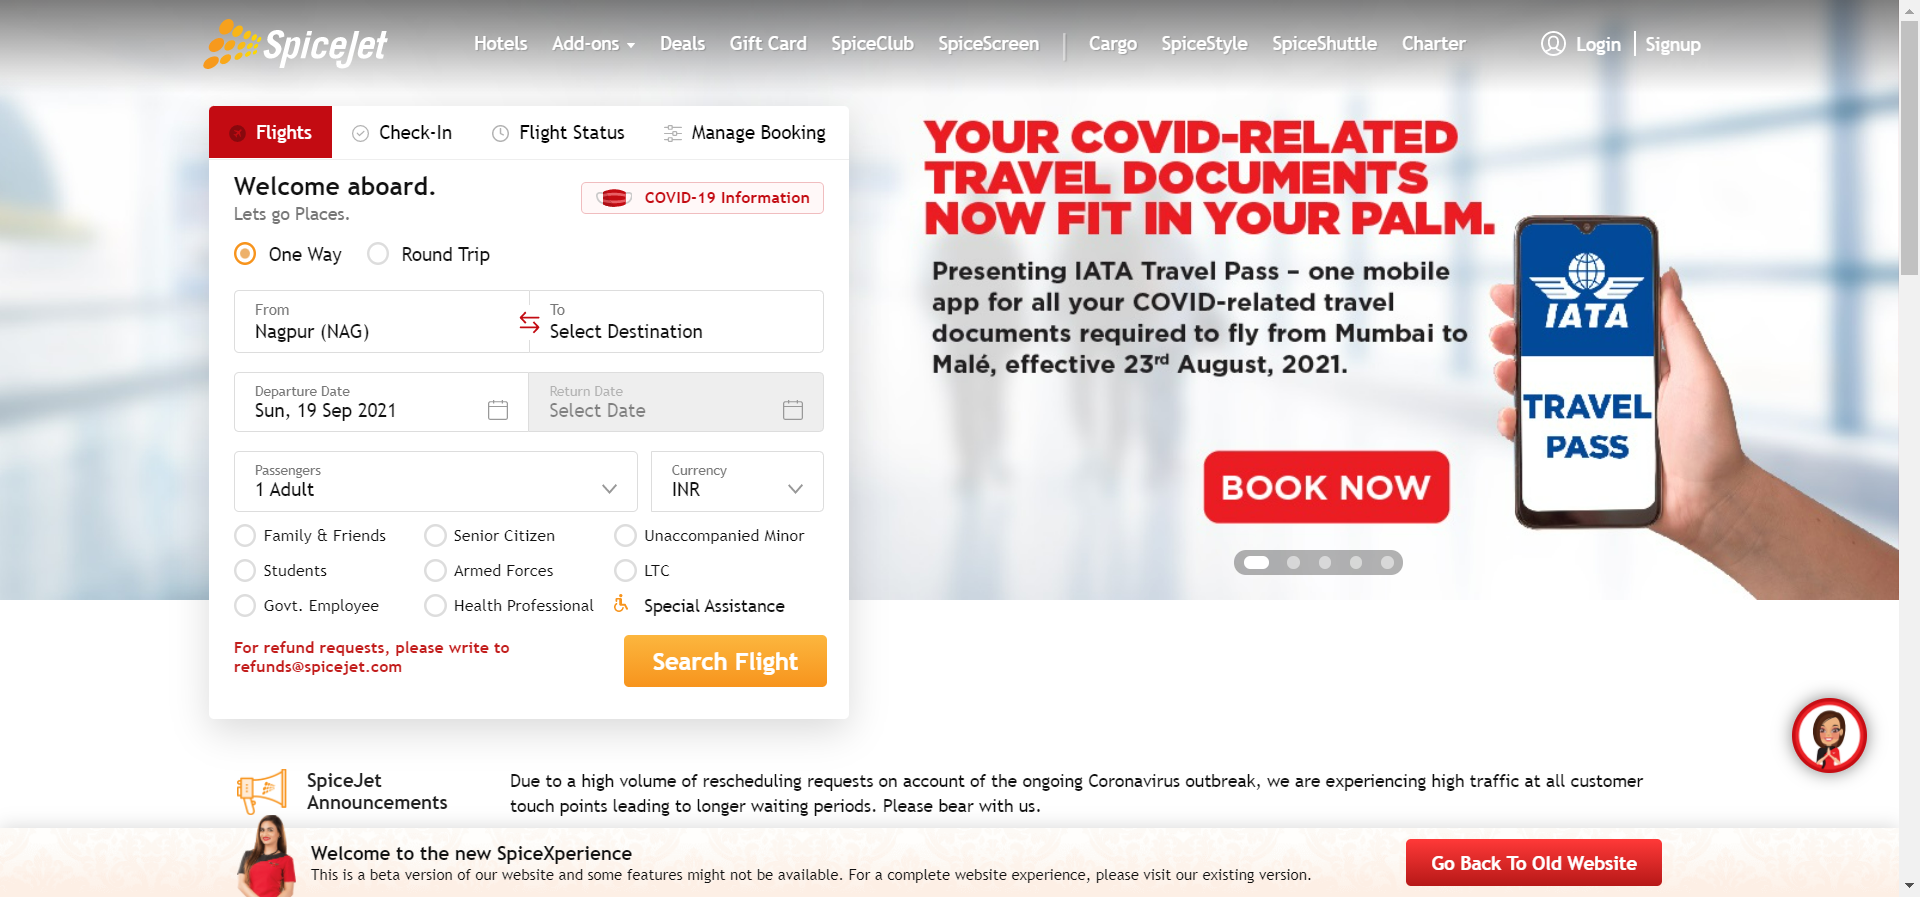 SpiceJet
Hotels Add-ons Deals Gift Card SpiceClub SpiceScreen Cargo SpiceStyle SpiceShuttle Charter
Login Signup
Flights Check-In Flight Status Manage Booking
Welcome aboard.
Lets go Places.
COVID-19 Information
One Way Round Trip
From
Nagpur (NAG)
To
Select Destination
Departure Date
Sun, 19 Sep 2021
Return Date
Select Date
Passengers
1 Adult
Currency
INR
Family & Friends Senior Citizen Unaccompanied Minor
Students Armed Forces LTC
Govt. Employee Health Professional Special Assistance
For refund requests, please write to
refunds@spicejet.com
Search Flight
YOUR COVID-RELATED
TRAVEL DOCUMENTS
NOW FIT IN YOUR PALM.
Presenting IATA Travel Pass – one mobile
app for all your COVID-related travel
documents required to fly from Mumbai to
Malé, effective 23rd August, 2021.
BOOK NOW
IATA
TRAVEL
PASS
SpiceJet
Announcements
Due to a high volume of rescheduling requests on account of the ongoing Coronavirus outbreak, we are experiencing high traffic at all customer
touch points leading to longer waiting periods. Please bear with us.
Welcome to the new SpiceXperience
This is a beta version of our website and some features might not be available. For a complete website experience, please visit our existing version.
Go Back To Old Website